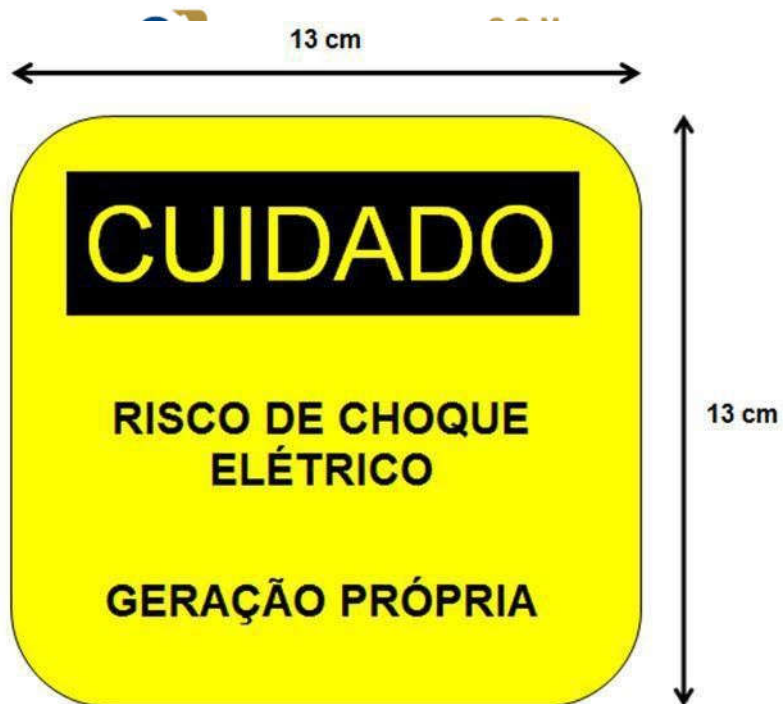 13 cm
CUIDADO
RISCO DE CHOQUE
ELÉTRICO
13 cm
GERAÇÃO PRÓPRIA